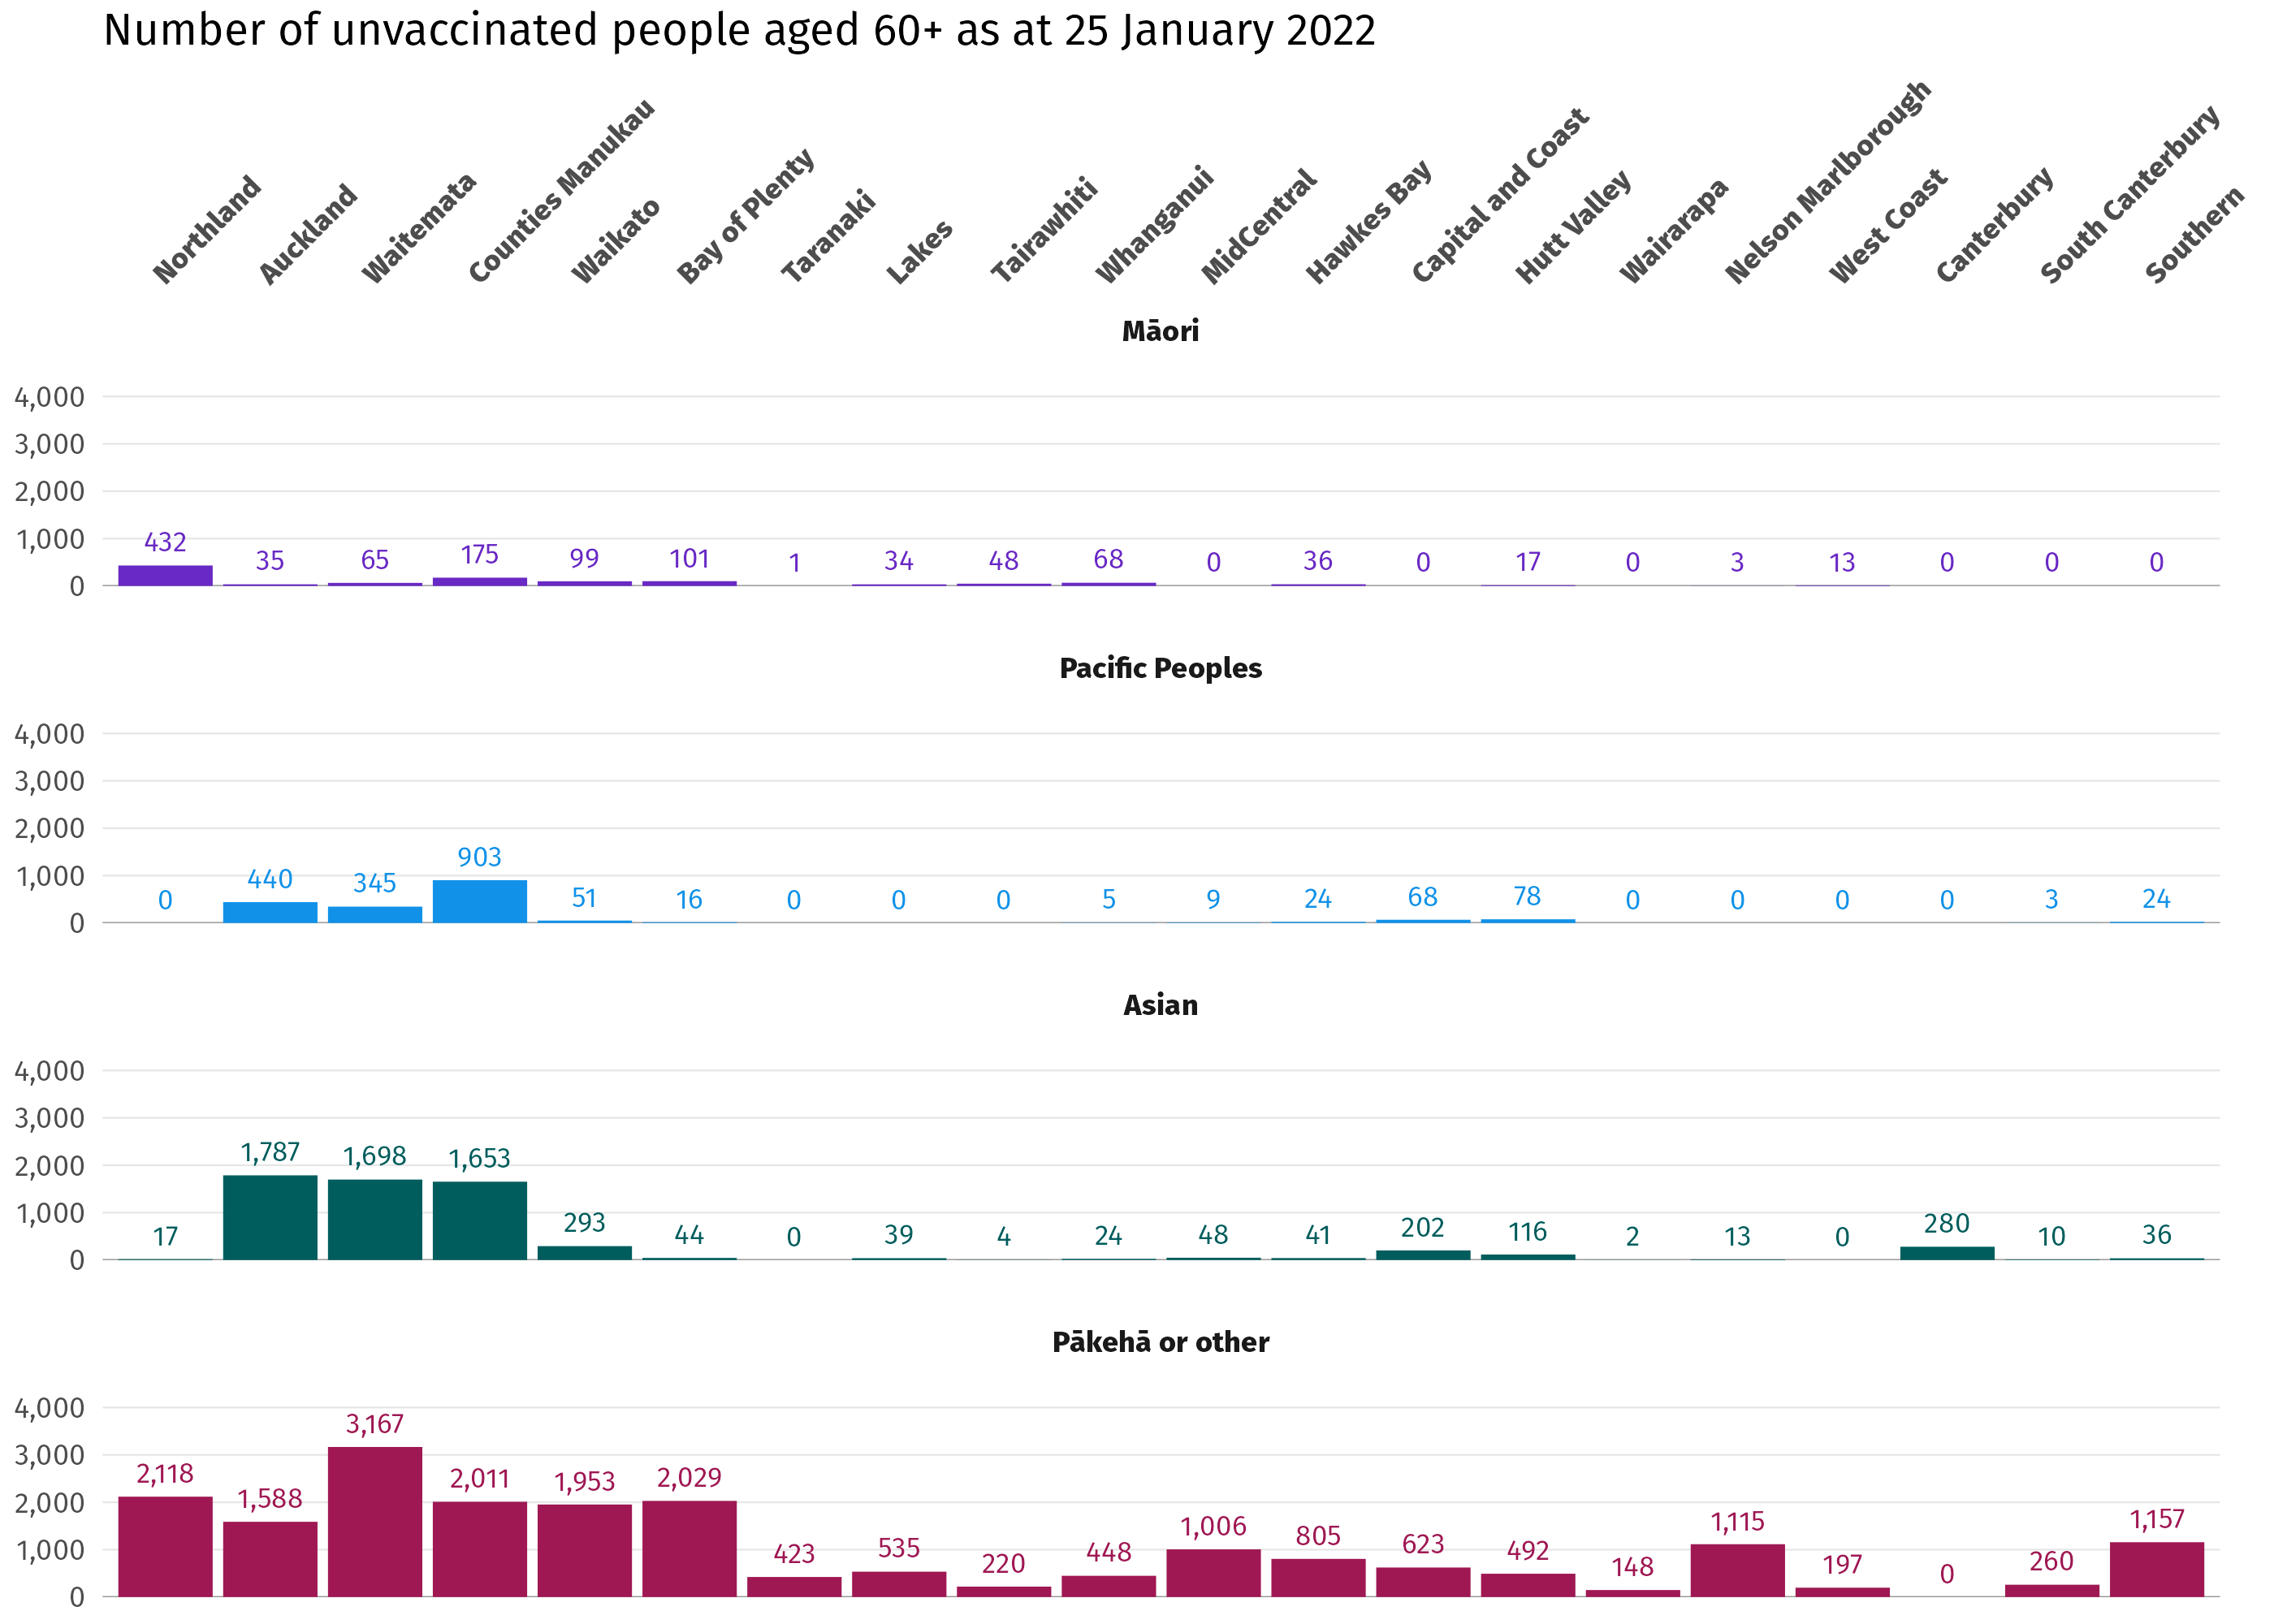 Number of unvaccinated people aged 60+ as at 25 January 2022
Northland
Auckland
Waitemata
Counties Manukau
Waikato
Bay of Plenty
Taranaki
Lakes
Tairawhiti
Whanganui
MidCentral
Hawkes Bay
Capital and Coast
Hutt Valley
Wairarapa
Nelson Marlborough
West Coast
Canterbury
South Canterbury
Southern
Māori
4,000
3,000
2,000
1,000
0
432 35 65 175 99 101 1 34 48 68 0 36 0 17 0 3 13 0 0 0
Pacific Peoples
4,000
3,000
2,000
1,000
0
0 440 345 903 51 16 0 0 0 5 9 24 68 78 0 0 0 0 3 24
Asian
4,000
3,000
2,000
1,000
0
17 1,787 1,698 1,653 293 44 0 39 4 24 48 41 202 116 2 13 0 280 10 36
Pākehā or other
4,000
3,000
2,000
1,000
0
2,118 1,588 3,167 2,011 1,953 2,029 423 535 220 448 1,006 805 623 492 148 1,115 197 0 260 1,157